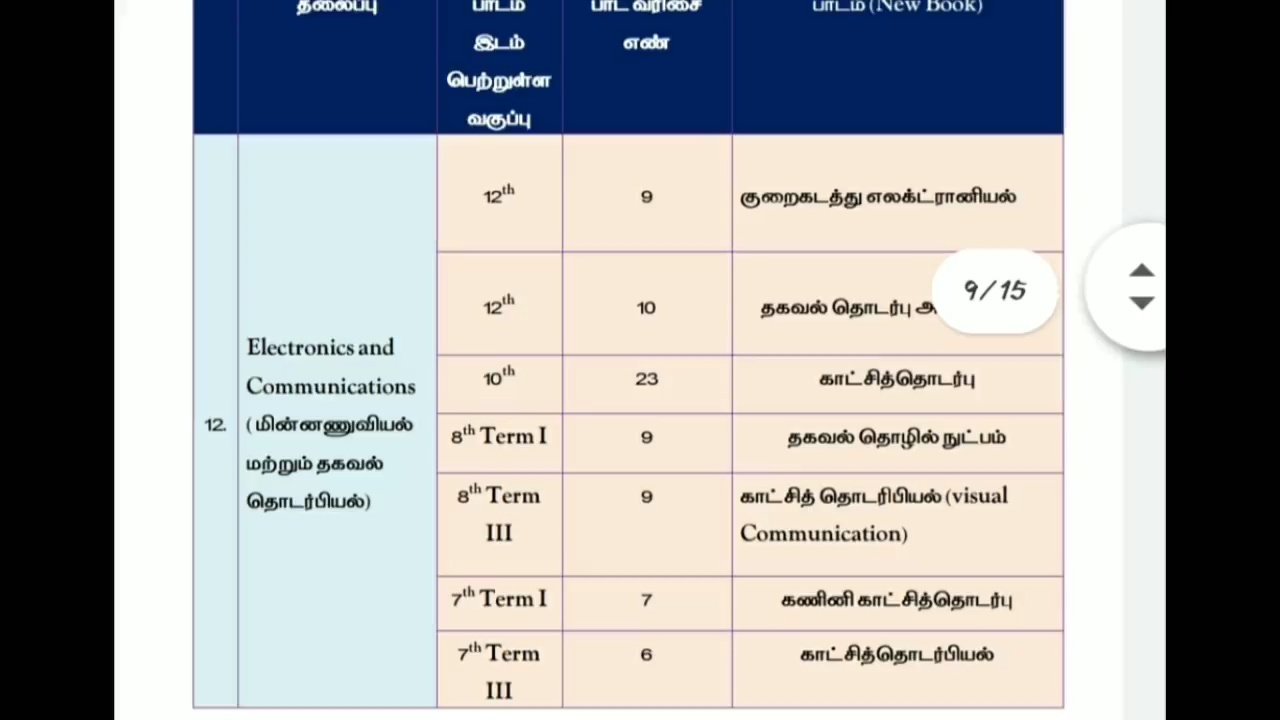 தலைப்பு
பாடம்
இடம்
பெற்றுள்ள
வகுப்பு
பாட வரிசை
எண்
பாடம் (New Book)
12.
Electronics and
Communications
(மின்னணுவியல்
மற்றும் தகவல்
தொடர்பியல்)
12th
9
குறைகடத்து எலக்ட்ரானியல்
12th
10
தகவல் தொடர்பு
9/15
10th
23
காட்சித்தொடர்பு
8th Term I
9
தகவல் தொழில் நுட்பம்
8th Term
III
9
காட்சித் தொடரிபியல் (visual
Communication)
7th Term I
7
கணினி காட்சித்தொடர்பு
7th Term
III
6
காட்சித்தொடர்பியல்